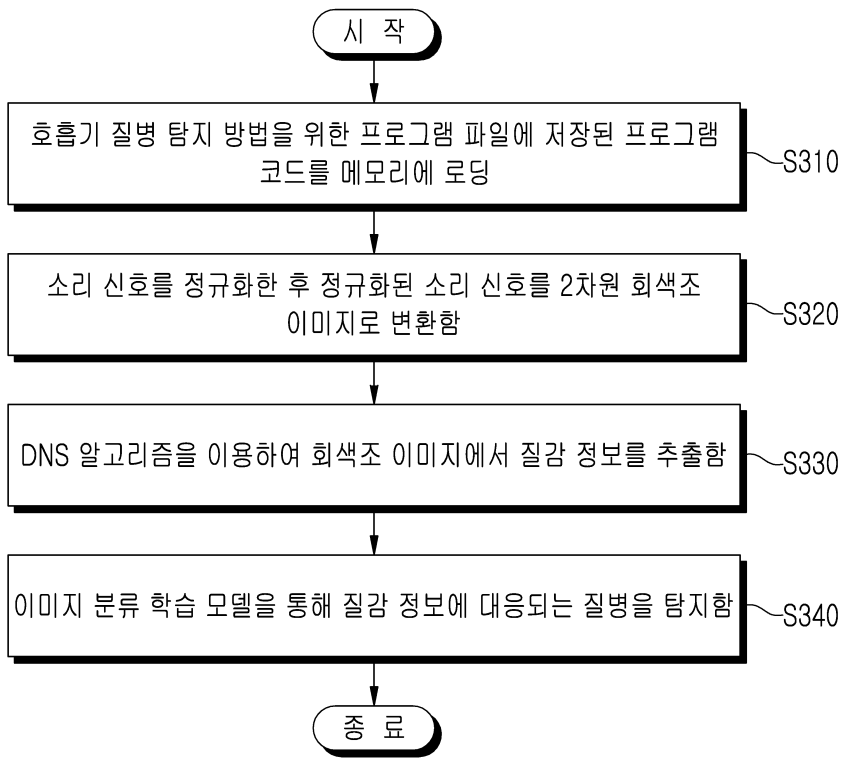 시 작
호흡기 질병 탐지 방법을 위한 프로그램 파일에 저장된 프로그램
코드를 메모리에 로딩
S310
소리 신호를 정규화한 후 정규화된 소리 신호를 2차원 회색조
이미지로 변환함
S320
DNS 알고리즘을 이용하여 회색조 이미지에서 질감 정보를 추출함
S330
이미지 분류 학습 모델을 통해 질감 정보에 대응되는 질병을 탐지함
S340
종 료